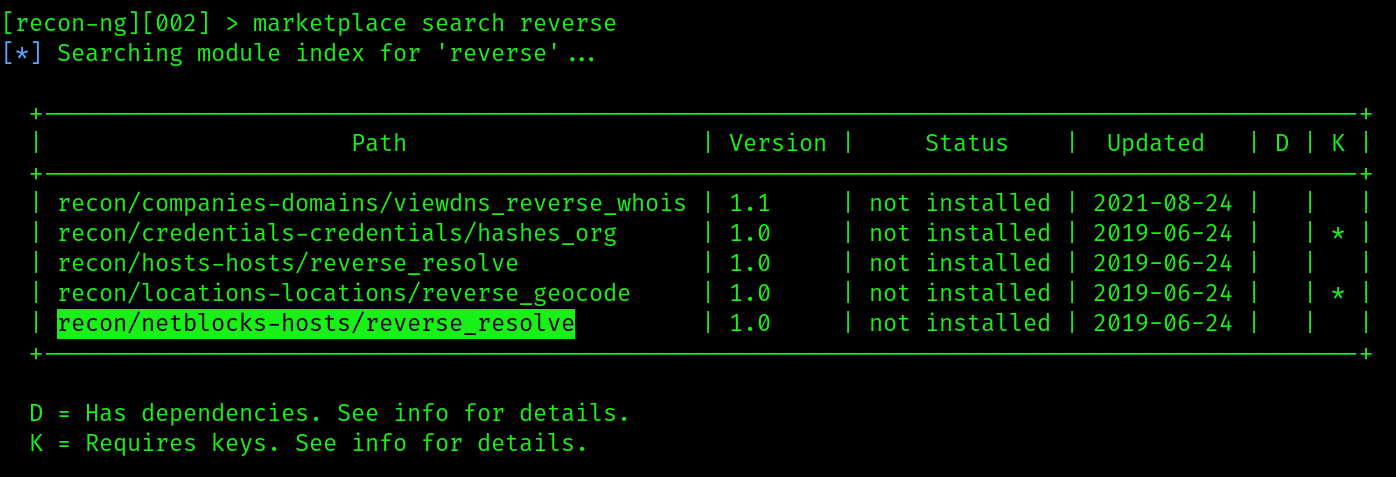 [recon-ng][002] > marketplace search reverse
[*] Searching module index for 'reverse'...
+---------------------------------------------------------------------------------------------+
| Path | Version | Status | Updated | D | K |
+---------------------------------------------------------------------------------------------+
| recon/companies-domains/viewdns_reverse_whois | 1.1 | not installed | 2021-08-24 | | |
| recon/credentials-credentials/hashes_org | 1.0 | not installed | 2019-06-24 | | * |
| recon/hosts-hosts/reverse_resolve | 1.0 | not installed | 2019-06-24 | | |
| recon/locations-locations/reverse_geocode | 1.0 | not installed | 2019-06-24 | | * |
| recon/netblocks-hosts/reverse_resolve | 1.0 | not installed | 2019-06-24 | | |
+---------------------------------------------------------------------------------------------+
D = Has dependencies. See info for details.
K = Requires keys. See info for details.